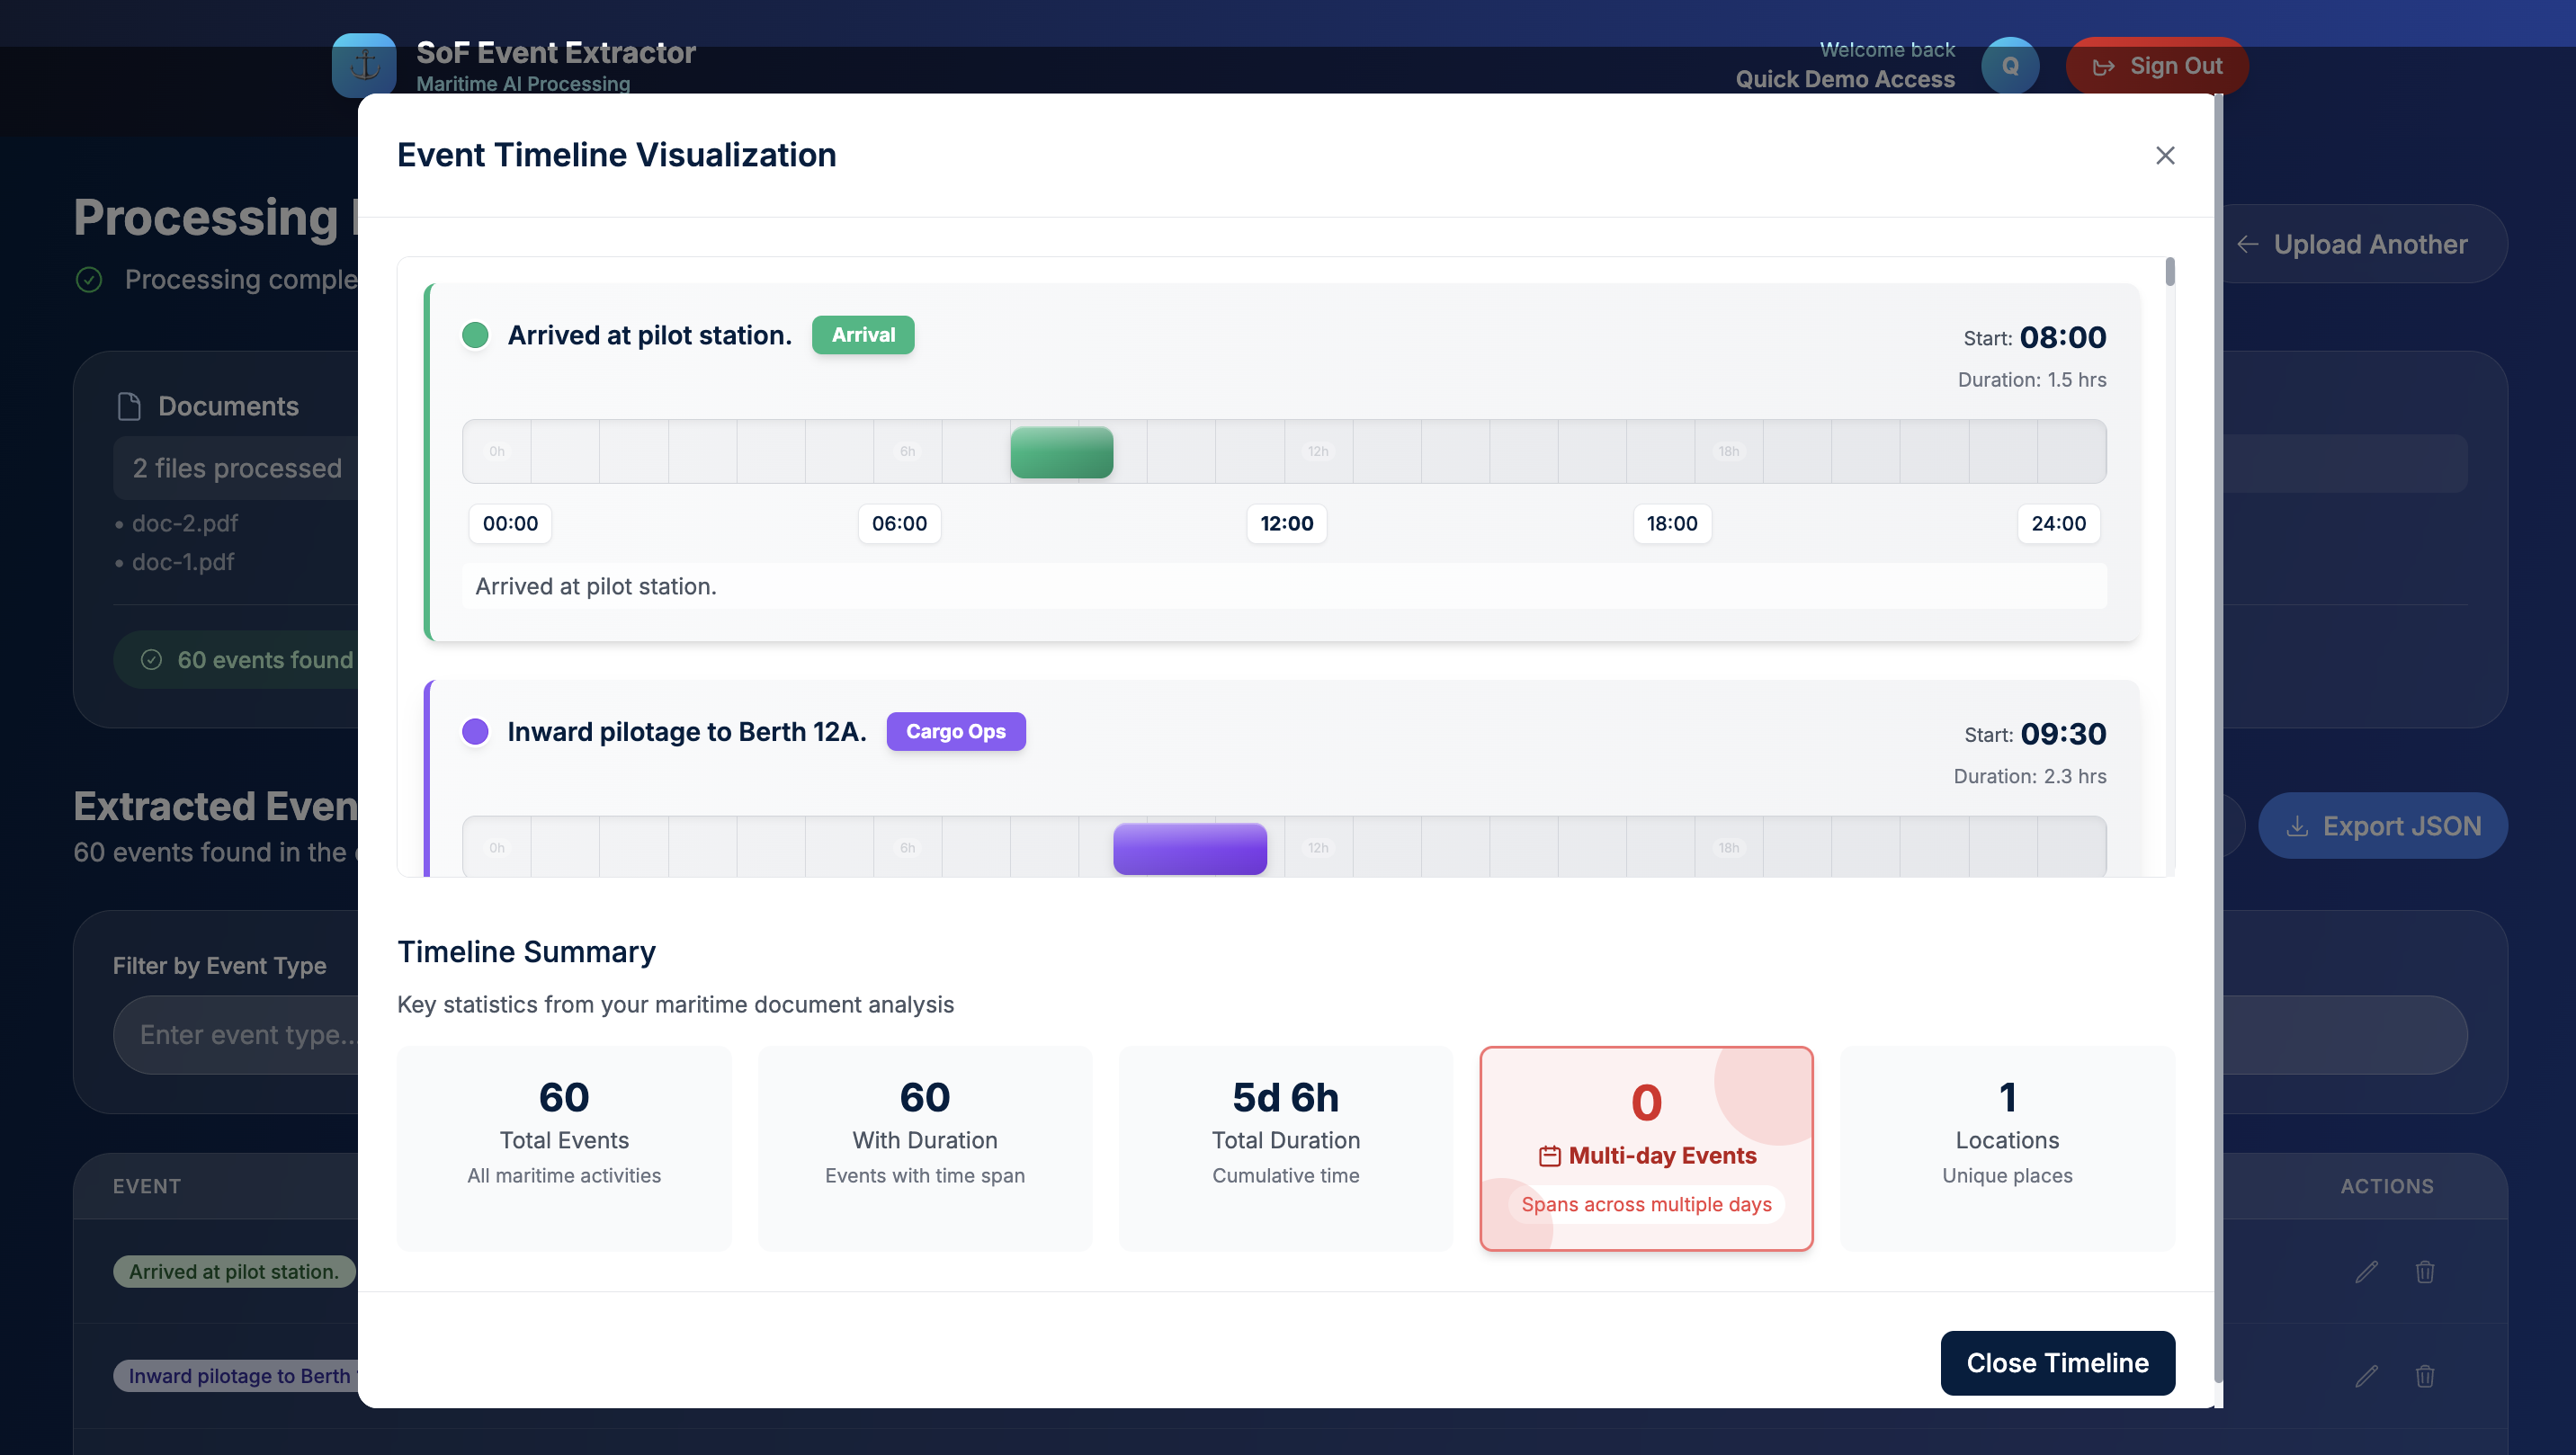 SoF Event Extractor
Maritime AI Processing
Welcome back
Quick Demo Access
Q
Sign Out
Processing
Processing comple
Upload Another
Documents
2 files processed
• doc-2.pdf
• doc-1.pdf
60 events found
Extracted Even
60 events found in the
Export JSON
Filter by Event Type
Enter event type...
EVENT
ACTIONS
Arrived at pilot station.
Inward pilotage to Berth
Event Timeline Visualization
Arrived at pilot station.
Arrival
Start: 08:00
Duration: 1.5 hrs
0h 6h 12h 18h
00:00 06:00 12:00 18:00 24:00
Arrived at pilot station.
Inward pilotage to Berth 12A.
Cargo Ops
Start: 09:30
Duration: 2.3 hrs
0h 6h 12h 18h
Timeline Summary
Key statistics from your maritime document analysis
60
Total Events
All maritime activities
60
With Duration
Events with time span
5d 6h
Total Duration
Cumulative time
0
Multi-day Events
Spans across multiple days
1
Locations
Unique places
Close Timeline